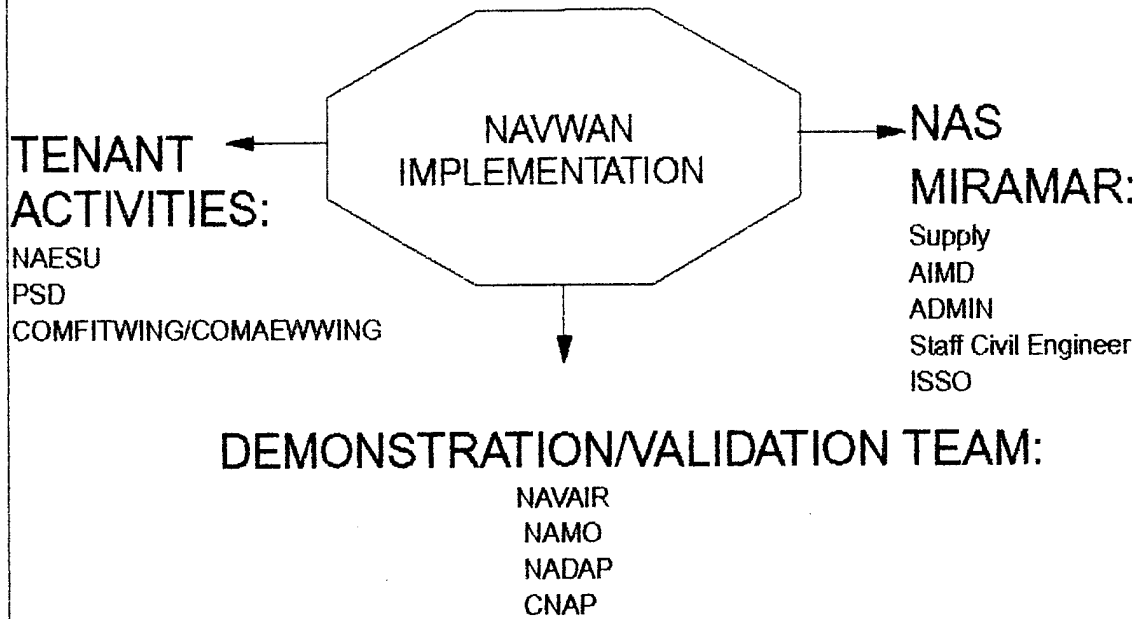 NAVWAN
IMPLEMENTATION
TENANT
ACTIVITIES:
NAESU
PSD
COMFITWING/COMAEWWING
NAS
MIRAMAR:
Supply
AIMD
ADMIN
Staff Civil Engineer
ISSO
DEMONSTRATION/VALIDATION TEAM:
NAVAIR
NAMO
NADAP
CNAP